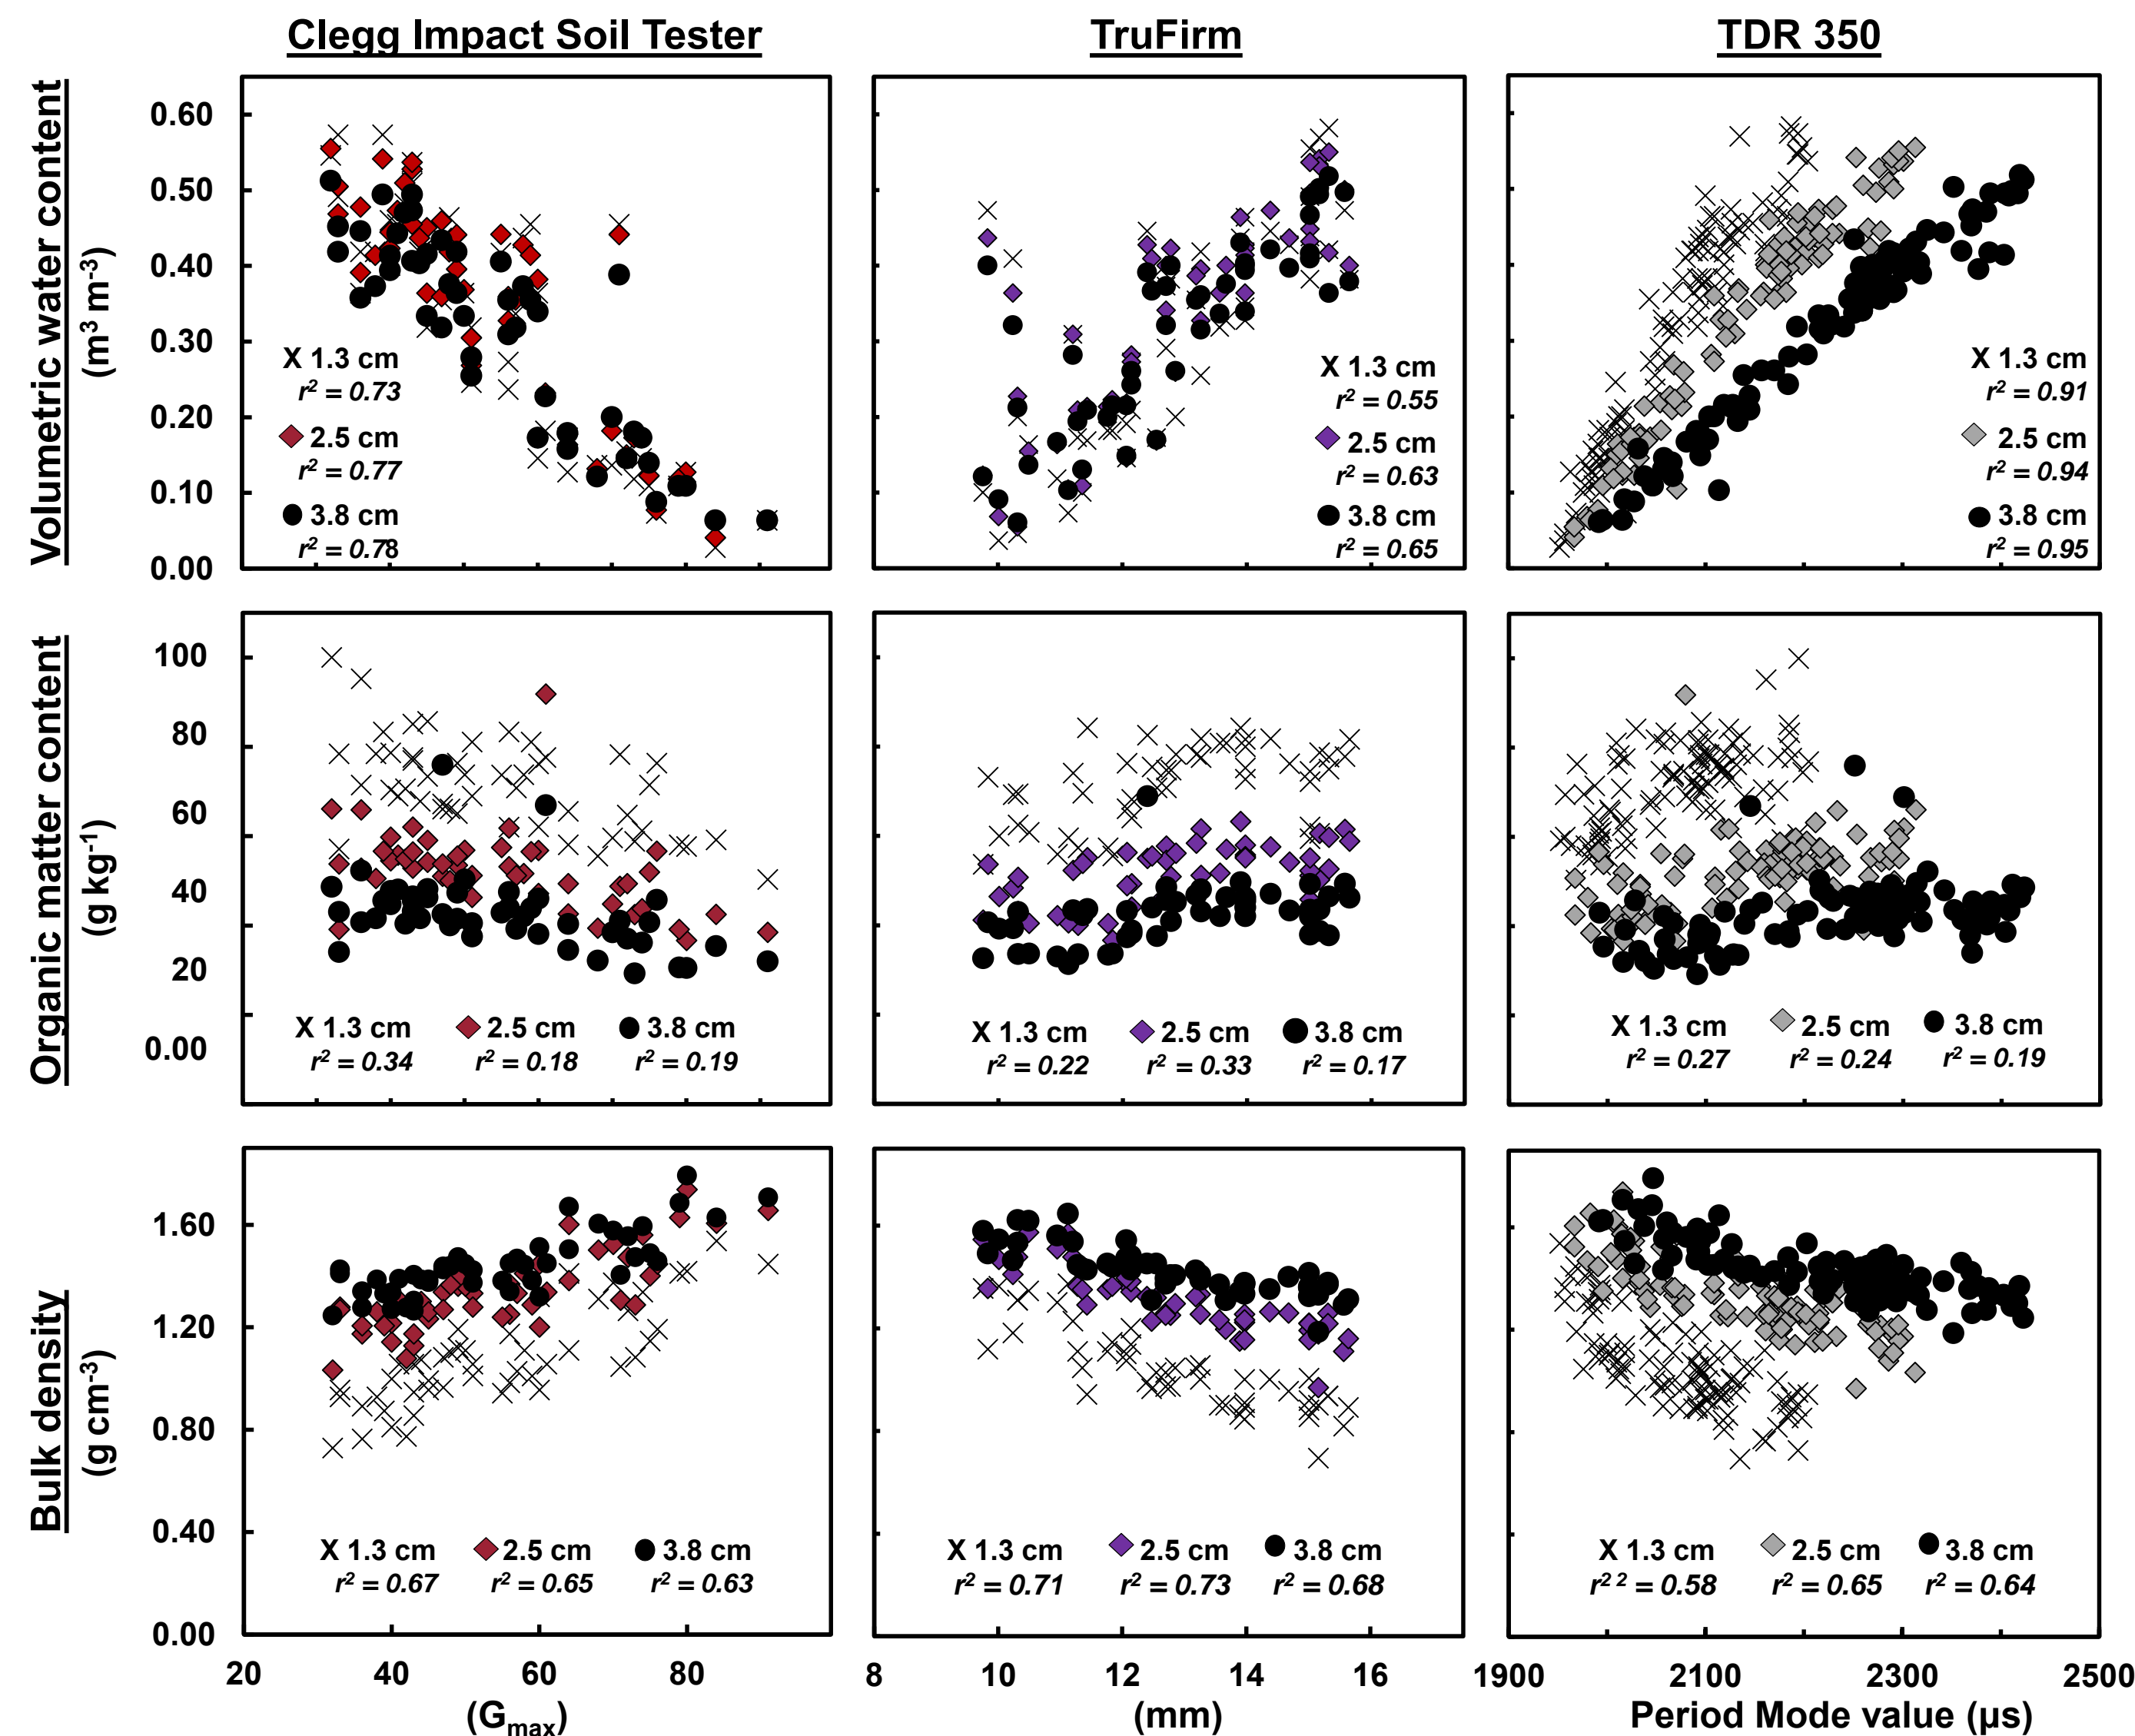 Clegg Impact Soil Tester
TruFirm
TDR 350
Volumetric water content
(m³ m⁻³)
0.60
0.50
0.40
0.30
0.20
0.10
0.00
X 1.3 cm
r² = 0.73
2.5 cm
r² = 0.77
3.8 cm
r² = 0.78
X 1.3 cm
r² = 0.55
2.5 cm
r² = 0.63
3.8 cm
r² = 0.65
X 1.3 cm
r² = 0.91
2.5 cm
r² = 0.94
3.8 cm
r² = 0.95
Organic matter content
(g kg⁻¹)
100
80
60
40
20
0.00
X 1.3 cm 2.5 cm 3.8 cm
r² = 0.34 r² = 0.18 r² = 0.19
X 1.3 cm 2.5 cm 3.8 cm
r² = 0.22 r² = 0.33 r² = 0.17
X 1.3 cm 2.5 cm 3.8 cm
r² = 0.27 r² = 0.24 r² = 0.19
Bulk density
(g cm⁻³)
1.60
1.20
0.80
0.40
0.00
X 1.3 cm 2.5 cm 3.8 cm
r² = 0.67 r² = 0.65 r² = 0.63
X 1.3 cm 2.5 cm 3.8 cm
r² = 0.71 r² = 0.73 r² = 0.68
X 1.3 cm 2.5 cm 3.8 cm
r² ² = 0.58 r² = 0.65 r² = 0.64
20 40 60 80
8 10 12 14 16
1900 2100 2300 2500
(Gmax)
(mm)
Period Mode value (µs)